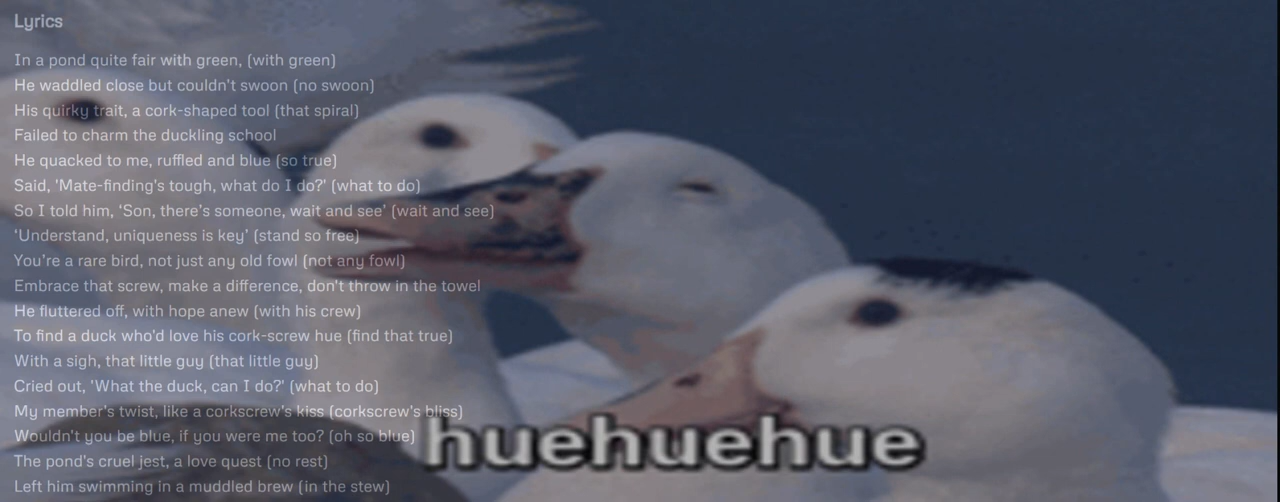 Lyrics
In a pond quite fair with green, (with green)
He waddled close but couldn't swoon (no swoon)
His quirky trait, a cork-shaped tool (that spiral)
Failed to charm the duckling school
He quacked to me, ruffled and blue (so true)
Said, 'Mate-finding's tough, what do I do?' (what to do)
So I told him, ‘Son, there's someone, wait and see’ (wait and see)
‘Understand, uniqueness is key’ (stand so free)
You’re a rare bird, not just any old fowl (not any fowl)
Embrace that screw, make a difference, don't throw in the towel
He fluttered off, with hope anew (with his crew)
To find a duck who'd love his cork-screw hue (find that true)
With a sigh, that little guy (that little guy)
Cried out, 'What the duck, can I do?' (what to do)
My member's twist, like a corkscrew's kiss (corkscrew's bliss)
Wouldn't you be blue, if you were me too? (oh so blue)
The pond's cruel jest, a love quest (no rest)
Left him swimming in a muddled brew (in the stew)
huehuehue